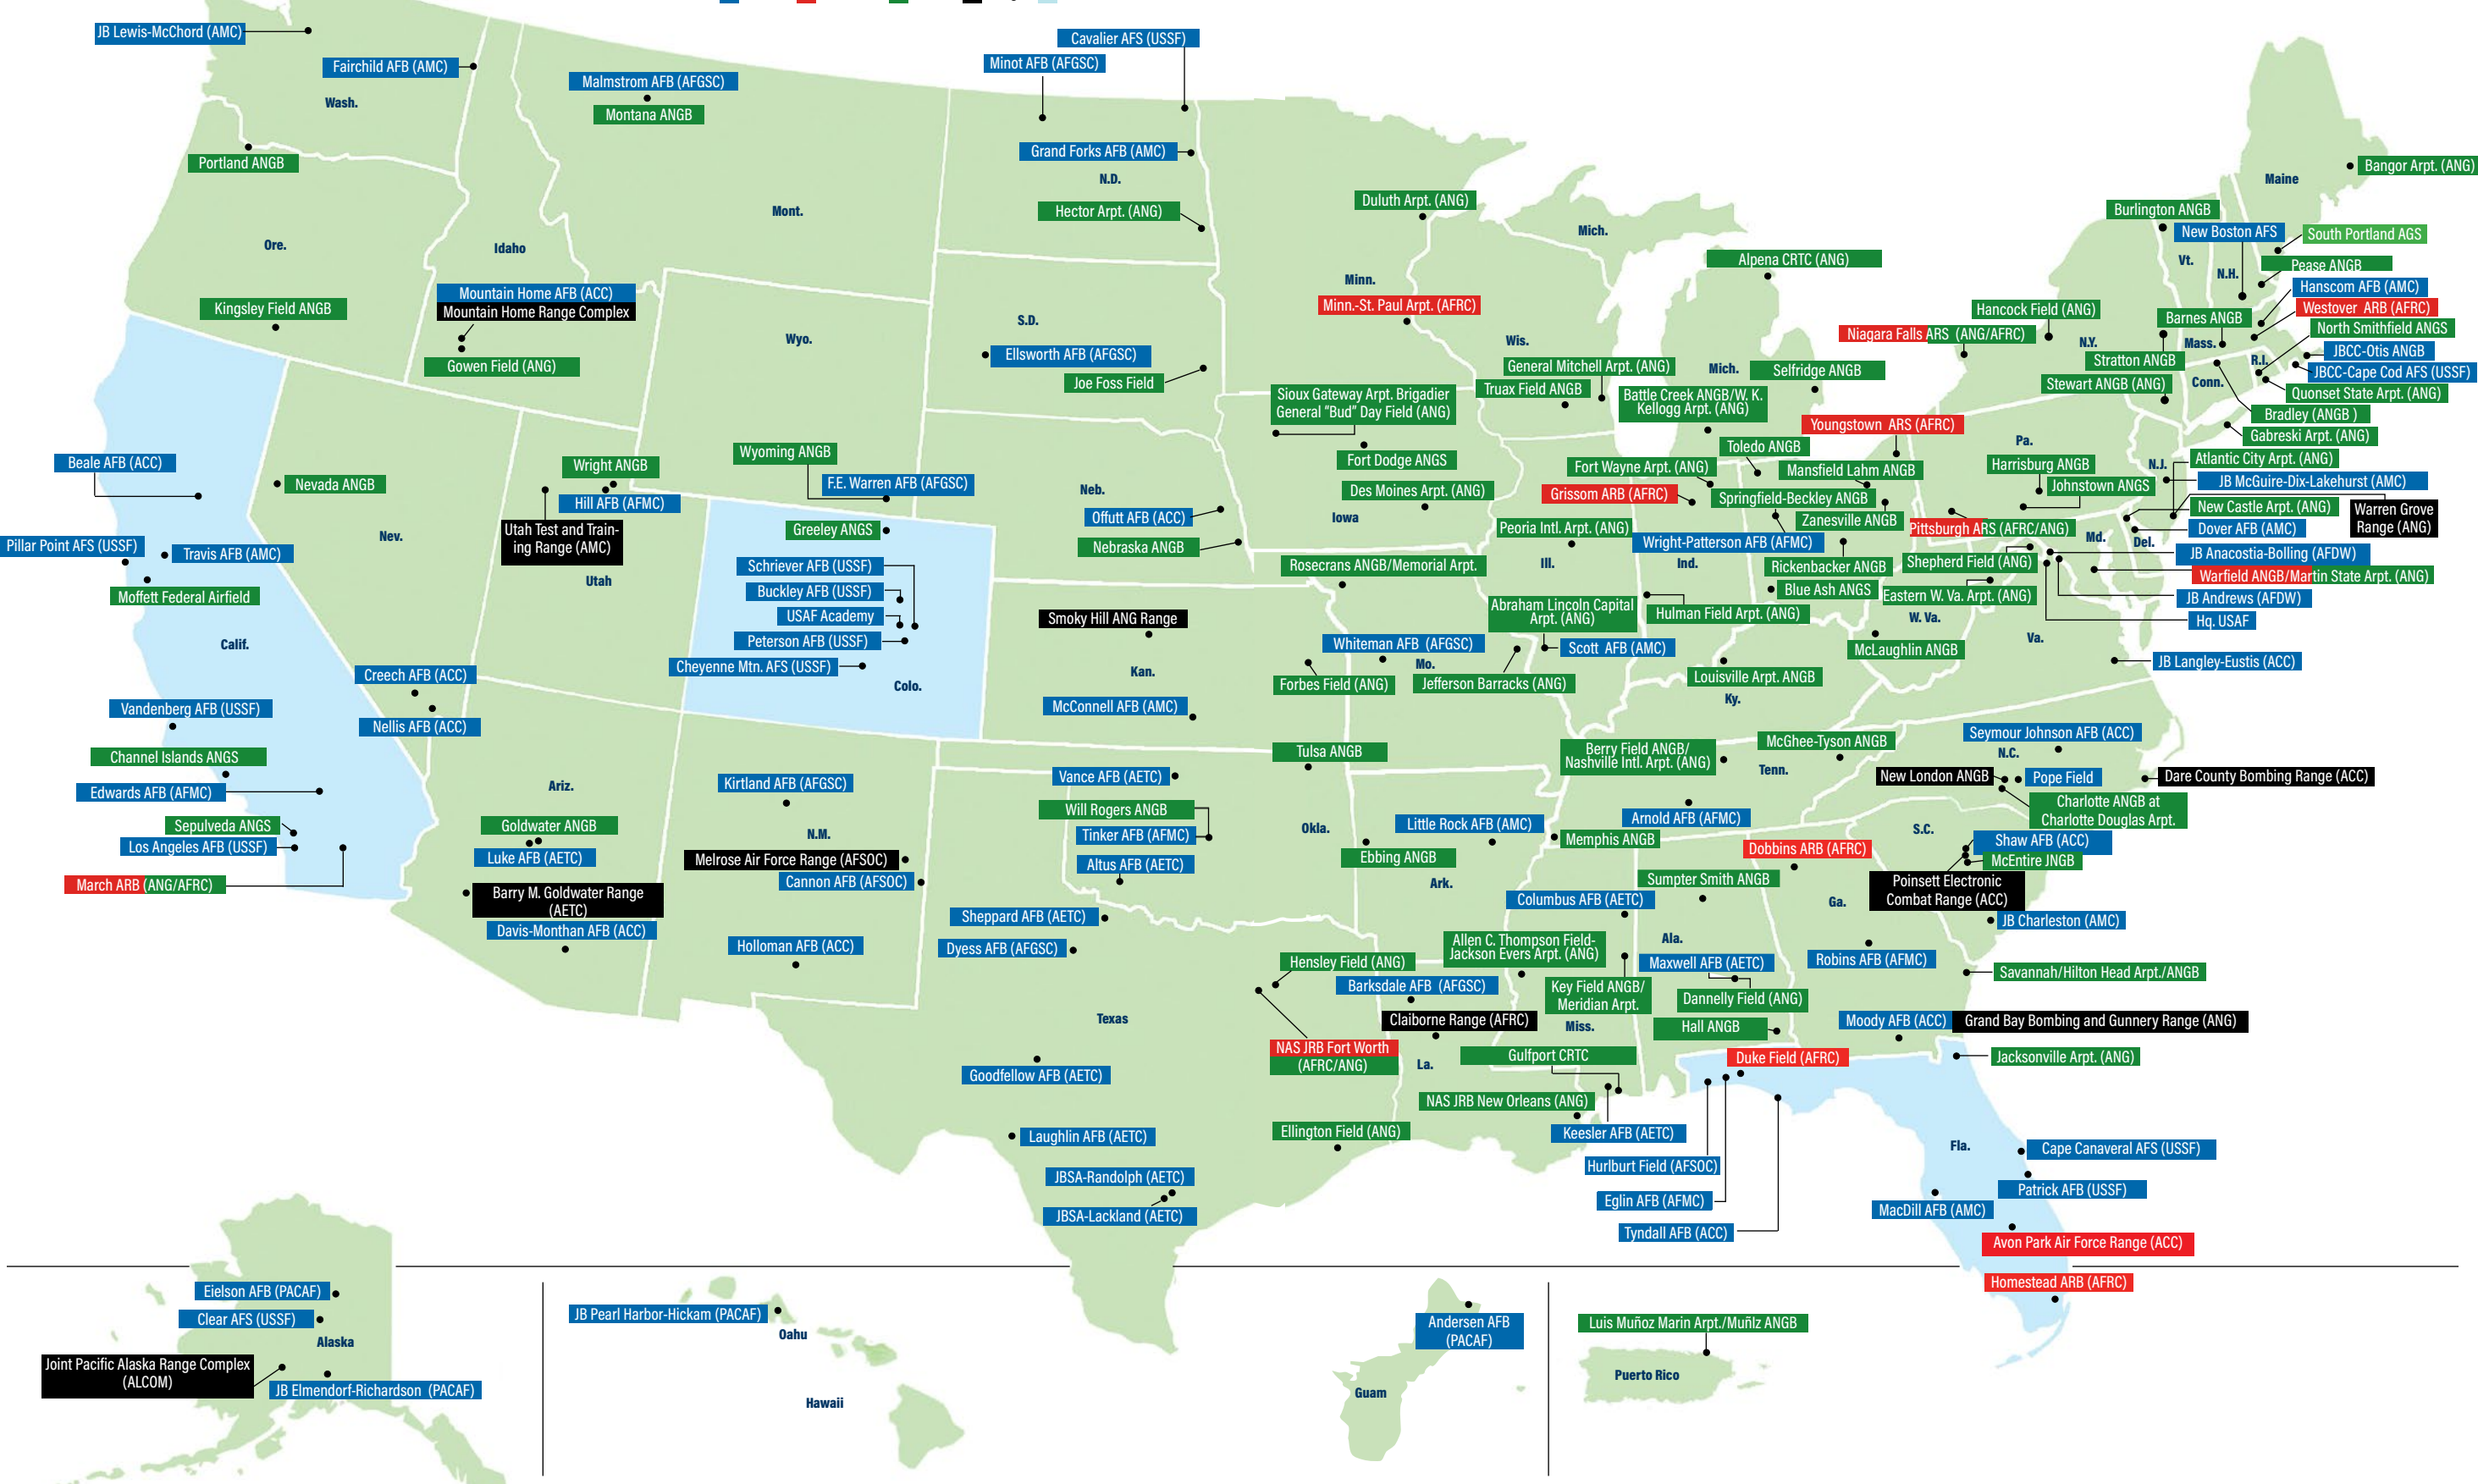 JB Lewis-McChord (AMC)
Fairchild AFB (AMC)
Wash.
Malmstrom AFB (AFGSC)
Montana ANGB
Cavalier AFS (USSF)
Minot AFB (AFGSC)
Grand Forks AFB (AMC)
N.D.
Hector Arpt. (ANG)
Portland ANGB
Ore.
Idaho
Mont.
Kingsley Field ANGB
Mountain Home AFB (ACC)
Mountain Home Range Complex
Gowen Field (ANG)
Wyo.
S.D.
Ellsworth AFB (AFGSC)
Joe Foss Field
Duluth Arpt. (ANG)
Minn.
Minn.-St. Paul Arpt. (AFRC)
Mich.
Alpena CRTC (ANG)
Wis.
General Mitchell Arpt. (ANG)
Truax Field ANGB
Mich.
Selfridge ANGB
Battle Creek ANGB/W. K.
Kellogg Arpt. (ANG)
Sioux Gateway Arpt. Brigadier
General "Bud" Day Field (ANG)
Fort Dodge ANGS
Des Moines Arpt. (ANG)
Iowa
Bangor Arpt. (ANG)
Maine
Burlington ANGB
New Boston AFS
South Portland AGS
Vt.
N.H.
Pease ANGB
Hanscom AFB (AMC)
Westover ARB (AFRC)
North Smithfield ANGS
Barnes ANGB
Hancock Field (ANG)
Niagara Falls ARS (ANG/AFRC)
N.Y.
Mass.
R.I.
JBCC-Otis ANGB
Stratton ANGB
JBCC-Cape Cod AFS (USSF)
Stewart ANGB (ANG)
Conn.
Quonset State Arpt. (ANG)
Bradley (ANGB )
Gabreski Arpt. (ANG)
Youngstown ARS (AFRC)
Pa.
Toledo ANGB
Mansfield Lahm ANGB
Fort Wayne Arpt. (ANG)
Grissom ARB (AFRC)
Springfield-Beckley ANGB
Zanesville ANGB
Harrisburg ANGB
Johnstown ANGS
N.J.
Atlantic City Arpt. (ANG)
JB McGuire-Dix-Lakehurst (AMC)
New Castle Arpt. (ANG)
Warren Grove
Range (ANG)
Pittsburgh ARS (AFRC/ANG)
Dover AFB (AMC)
Md.
Del.
Peoria Intl. Arpt. (ANG)
Wright-Patterson AFB (AFMC)
Ill.
Ind.
Rickenbacker ANGB
Shepherd Field (ANG)
JB Anacostia-Bolling (AFDW)
Warfield ANGB/Martin State Arpt. (ANG)
Blue Ash ANGS
Eastern W. Va. Arpt. (ANG)
JB Andrews (AFDW)
Abraham Lincoln Capital
Arpt. (ANG)
Hulman Field Arpt. (ANG)
W. Va.
Hq. USAF
Va.
Scott AFB (AMC)
McLaughlin ANGB
JB Langley-Eustis (ACC)
Louisville Arpt. ANGB
Ky.
Beale AFB (ACC)
Nevada ANGB
Wright ANGB
Hill AFB (AFMC)
Utah Test and Train-
ing Range (AMC)
Utah
Nev.
Wyoming ANGB
F.E. Warren AFB (AFGSC)
Neb.
Offutt AFB (ACC)
Nebraska ANGB
Greeley ANGS
Pillar Point AFS (USSF)
Travis AFB (AMC)
Moffett Federal Airfield
Calif.
Schriever AFB (USSF)
Buckley AFB (USSF)
USAF Academy
Peterson AFB (USSF)
Cheyenne Mtn. AFS (USSF)
Colo.
Rosecrans ANGB/Memorial Arpt.
Smoky Hill ANG Range
Kan.
McConnell AFB (AMC)
Whiteman AFB (AFGSC)
Mo.
Forbes Field (ANG)
Jefferson Barracks (ANG)
Creech AFB (ACC)
Nellis AFB (ACC)
Vandenberg AFB (USSF)
Channel Islands ANGS
Edwards AFB (AFMC)
Sepulveda ANGS
Los Angeles AFB (USSF)
March ARB (ANG/AFRC)
Ariz.
Goldwater ANGB
Luke AFB (AETC)
Barry M. Goldwater Range
(AETC)
Davis-Monthan AFB (ACC)
Kirtland AFB (AFGSC)
N.M.
Melrose Air Force Range (AFSOC)
Cannon AFB (AFSOC)
Holloman AFB (ACC)
Tulsa ANGB
Vance AFB (AETC)
Will Rogers ANGB
Tinker AFB (AFMC)
Altus AFB (AETC)
Okla.
Sheppard AFB (AETC)
Dyess AFB (AFGSC)
Little Rock AFB (AMC)
Ebbing ANGB
Ark.
Berry Field ANGB/
Nashville Intl. Arpt. (ANG)
McGhee-Tyson ANGB
Tenn.
Arnold AFB (AFMC)
Memphis ANGB
Seymour Johnson AFB (ACC)
N.C.
New London ANGB
Pope Field
Dare County Bombing Range (ACC)
Charlotte ANGB at
Charlotte Douglas Arpt.
S.C.
Shaw AFB (ACC)
McEntire JNGB
Poinsett Electronic
Combat Range (ACC)
JB Charleston (AMC)
Dobbins ARB (AFRC)
Sumpter Smith ANGB
Columbus AFB (AETC)
Ga.
Ala.
Allen C. Thompson Field-
Jackson Evers Arpt. (ANG)
Maxwell AFB (AETC)
Robins AFB (AFMC)
Savannah/Hilton Head Arpt./ANGB
Hensley Field (ANG)
Barksdale AFB (AFGSC)
Key Field ANGB/
Meridian Arpt.
Dannelly Field (ANG)
Texas
Claiborne Range (AFRC)
Miss.
Hall ANGB
Moody AFB (ACC)
Grand Bay Bombing and Gunnery Range (ANG)
NAS JRB Fort Worth
(AFRC/ANG)
La.
Gulfport CRTC
Duke Field (AFRC)
Jacksonville Arpt. (ANG)
Goodfellow AFB (AETC)
NAS JRB New Orleans (ANG)
Ellington Field (ANG)
Keesler AFB (AETC)
Laughlin AFB (AETC)
Hurlburt Field (AFSOC)
Fla.
Cape Canaveral AFS (USSF)
JBSA-Randolph (AETC)
Patrick AFB (USSF)
Eglin AFB (AFMC)
MacDill AFB (AMC)
JBSA-Lackland (AETC)
Tyndall AFB (ACC)
Avon Park Air Force Range (ACC)
Homestead ARB (AFRC)
Eielson AFB (PACAF)
Clear AFS (USSF)
Alaska
Joint Pacific Alaska Range Complex
(ALCOM)
JB Elmendorf-Richardson (PACAF)
JB Pearl Harbor-Hickam (PACAF)
Oahu
Hawaii
Andersen AFB
(PACAF)
Guam
Luis Muñoz Marin Arpt./Muñlz ANGB
Puerto Rico